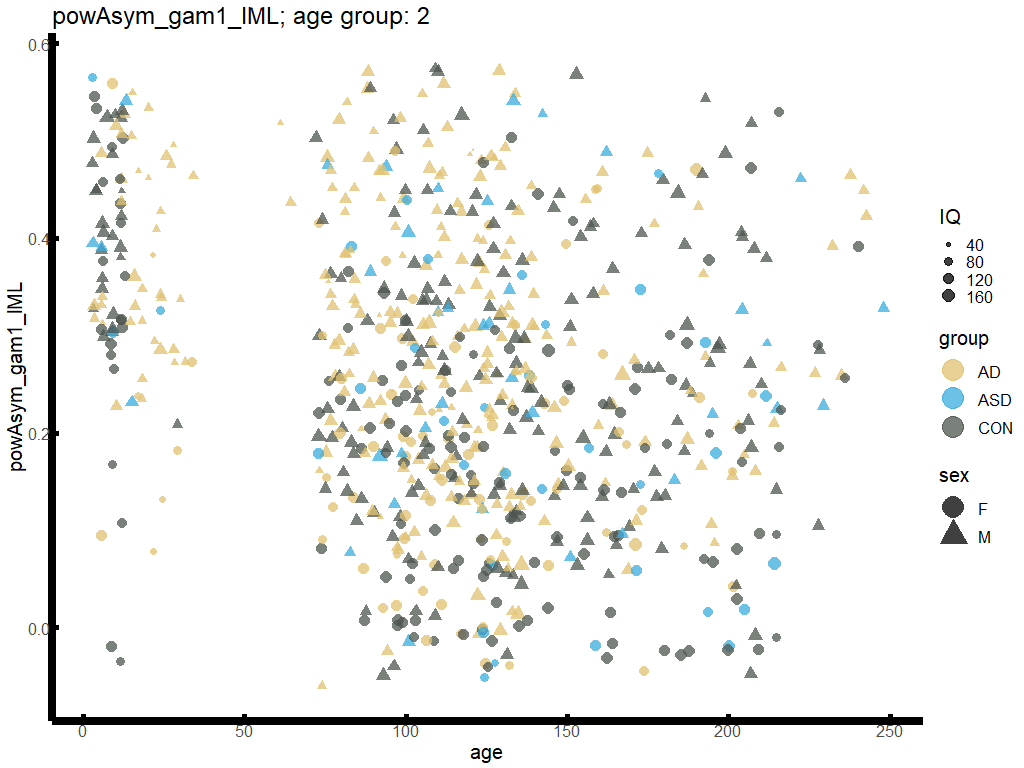 powAsym_gam1_IML; age group: 2
powAsym_gam1_IML
0.6
0.4
0.2
0.0
0
50
100
150
200
250
age
IQ
40
80
120
160
group
AD
ASD
CON
sex
F
M